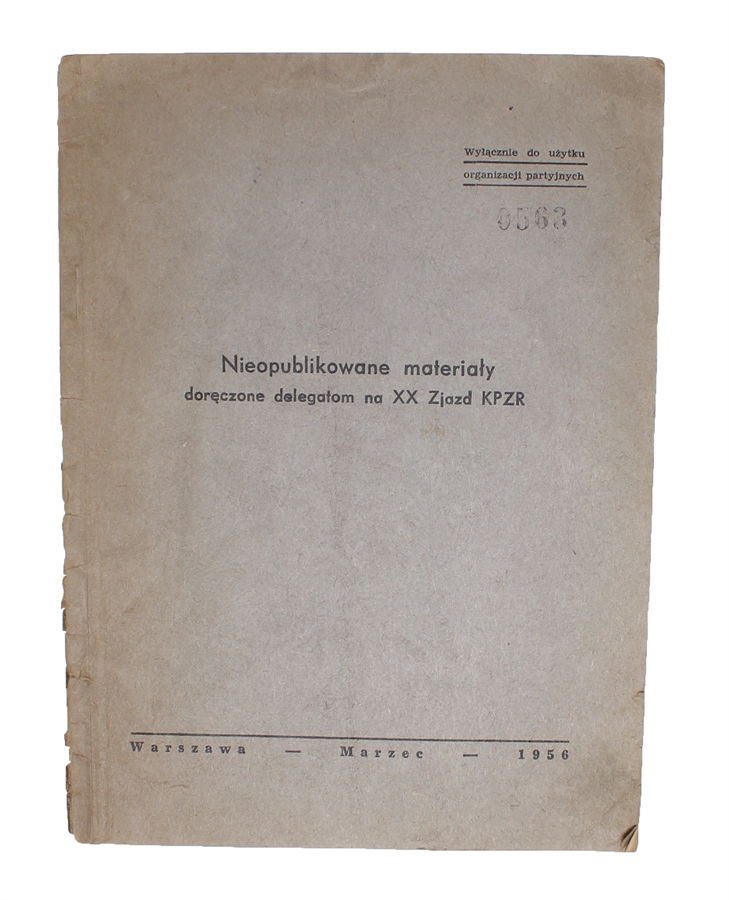 Wyłącznie do użytku
organizacji partyjnych
0563
Nieopublikowane materiały
doręczone delegatom na XX Zjazd KPZR
Warszawa — Marzec — 1956